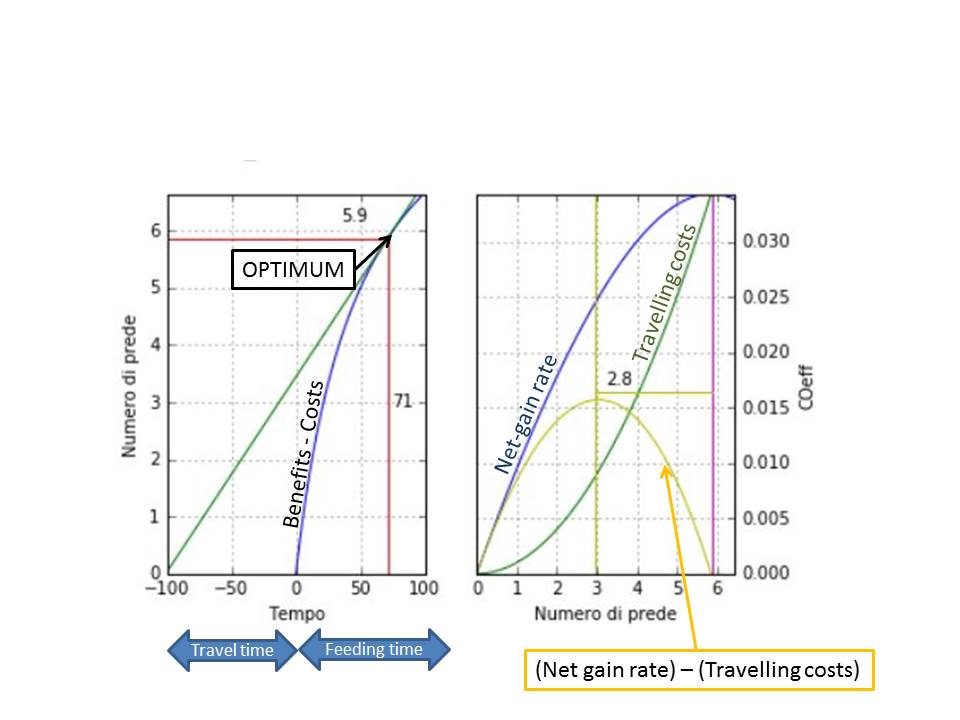 5.9
OPTIMUM
Benefits - Costs
71
Numero di prede
6
5
4
3
2
1
0
−100
−50
0
50
100
Tempo
Travel time
Feeding time
Net-gain rate
Travelling costs
2.8
0.030
0.025
0.020
0.015
0.010
0.005
0.000
COeff
0
1
2
3
4
5
6
Numero di prede
(Net gain rate) – (Travelling costs)